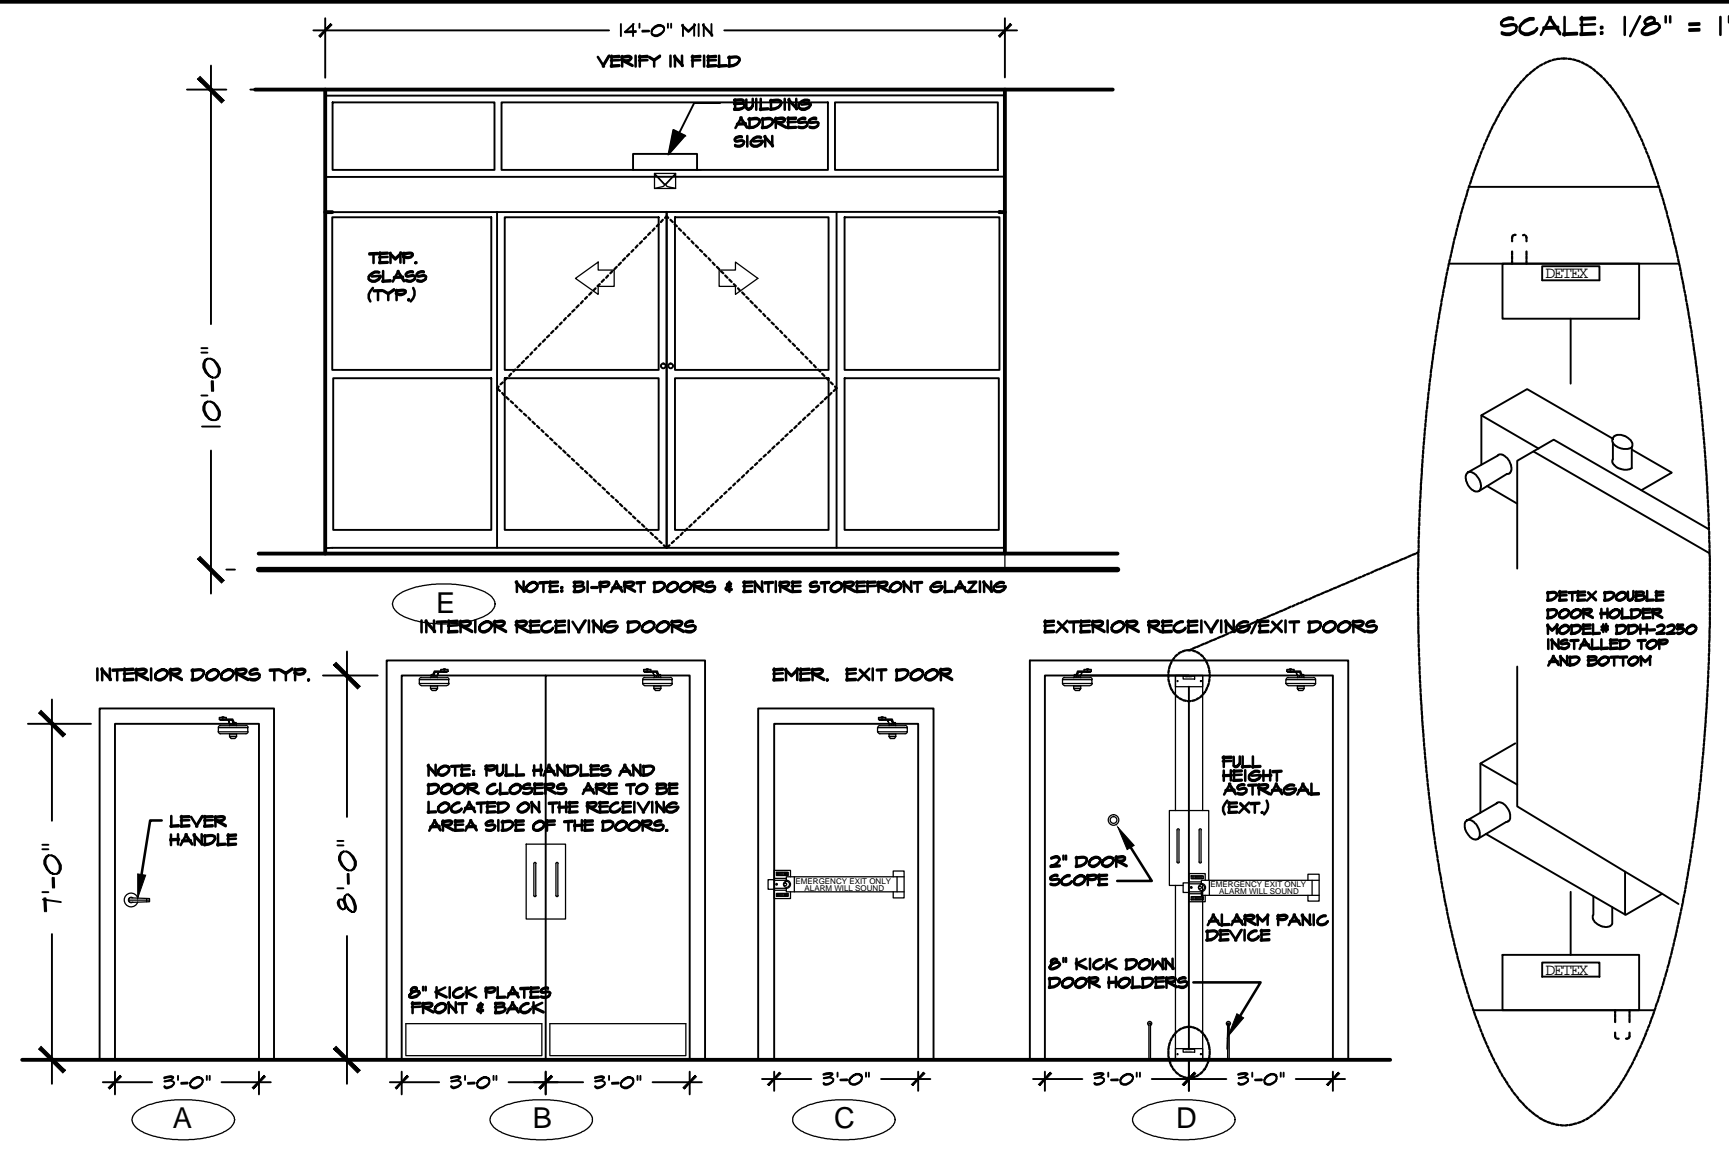 SCALE: 1/8" = 1'
14'-0" MIN
VERIFY IN FIELD
BUILDING
ADDRESS
SIGN
TEMP.
GLASS
(TYP.)
10'-0"
E
NOTE: BI-PART DOORS & ENTIRE STOREFRONT GLAZING
DETEX
DETEX DOUBLE
DOOR HOLDER
MODEL# DDH-2250
INSTALLED TOP
AND BOTTOM
DETEX
INTERIOR DOORS TYP.
7'-0"
LEVER
HANDLE
3'-0"
A
INTERIOR RECEIVING DOORS
8'-0"
NOTE: PULL HANDLES AND
DOOR CLOSERS ARE TO BE
LOCATED ON THE RECEIVING
AREA SIDE OF THE DOORS.
8" KICK PLATES
FRONT & BACK
3'-0" 3'-0"
B
EMER. EXIT DOOR
EMERGENCY EXIT ONLY
ALARM WILL SOUND
3'-0"
C
EXTERIOR RECEIVING/EXIT DOORS
FULL
HEIGHT
ASTRAGAL
(EXT.)
2" DOOR
SCOPE
EMERGENCY EXIT ONLY
ALARM WILL SOUND
ALARM PANIC
DEVICE
8" KICK DOWN
DOOR HOLDERS
3'-0" 3'-0"
D